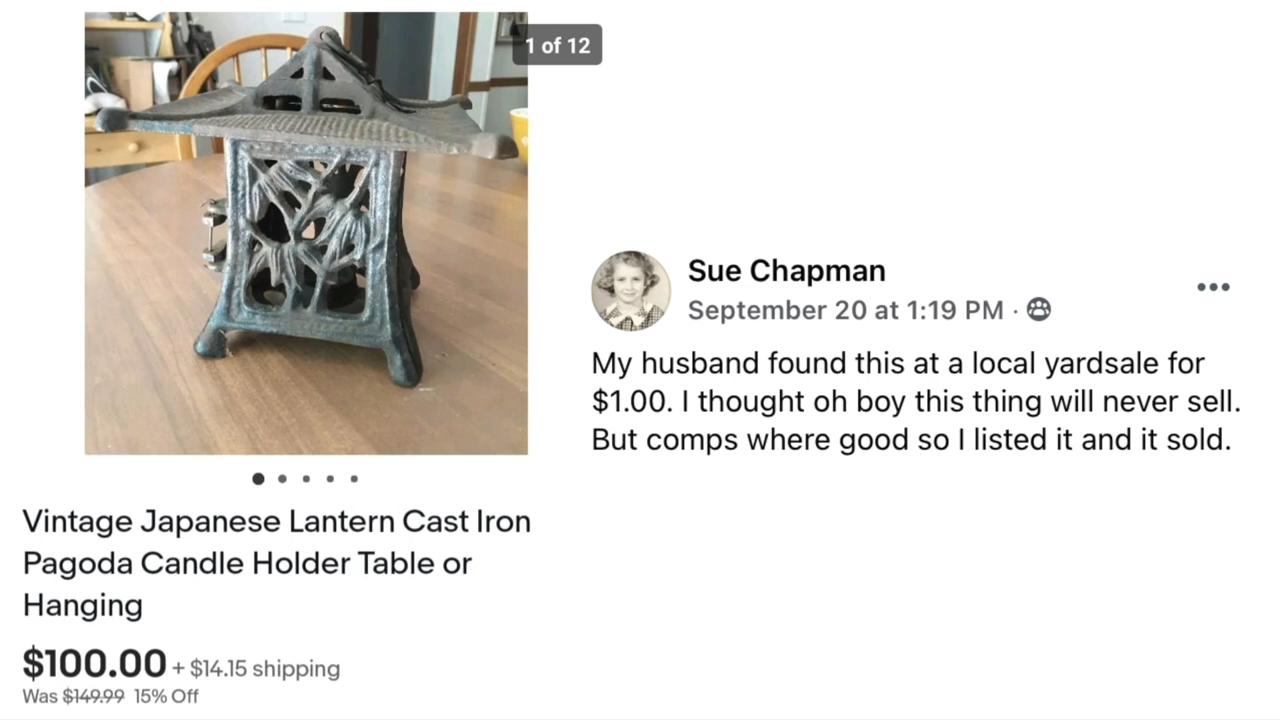 1 of 12
Sue Chapman
September 20 at 1:19 PM ·
My husband found this at a local yardsale for
$1.00. I thought oh boy this thing will never sell.
But comps where good so I listed it and it sold.
Vintage Japanese Lantern Cast Iron
Pagoda Candle Holder Table or
Hanging
$100.00 + $14.15 shipping
Was $149.99 15% Off